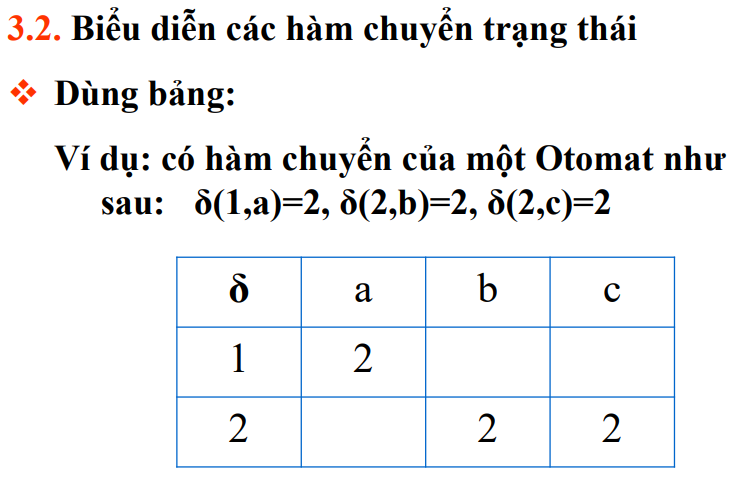 3.2. Biểu diễn các hàm chuyển trạng thái
❖ Dùng bảng:
Ví dụ: có hàm chuyển của một Otomat như
sau: δ(1,a)=2, δ(2,b)=2, δ(2,c)=2
δ a b c
1 2
2 2 2